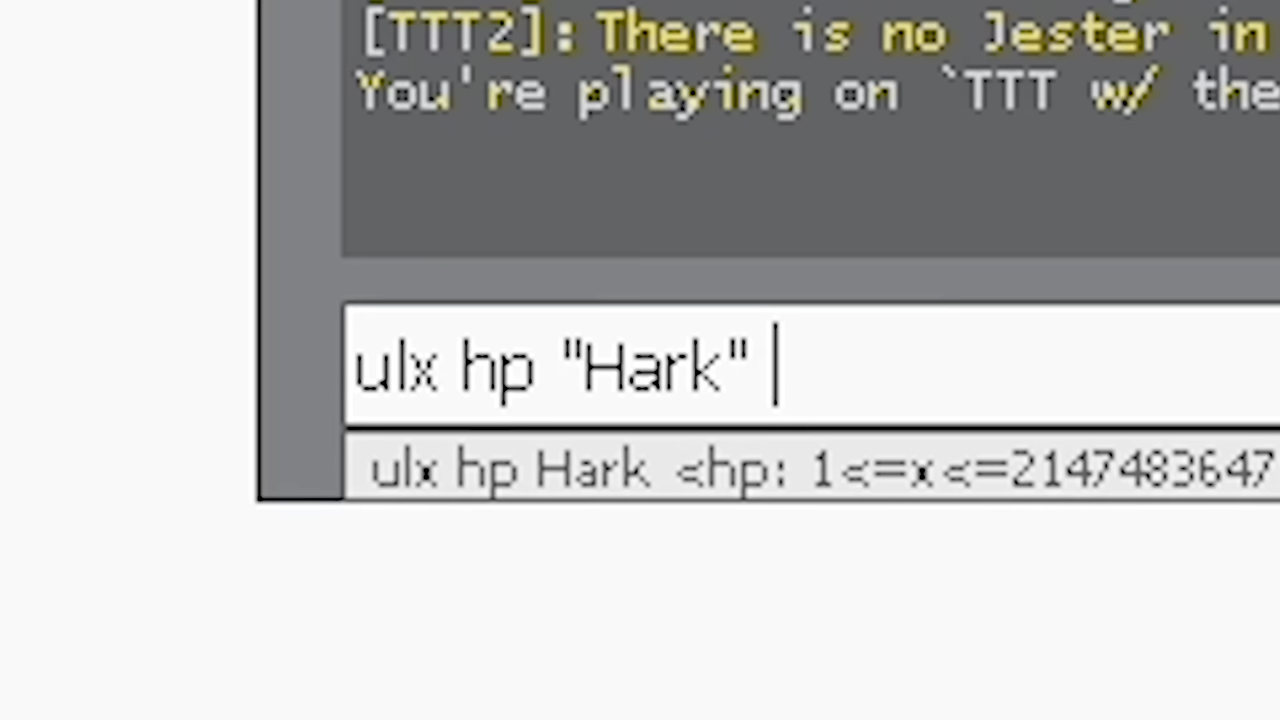 [TTT2]: There is no Jester in
You're playing on `TTT w/ the
ulx hp "Hark"
ulx hp Hark <hp: 1<=x<=2147483647